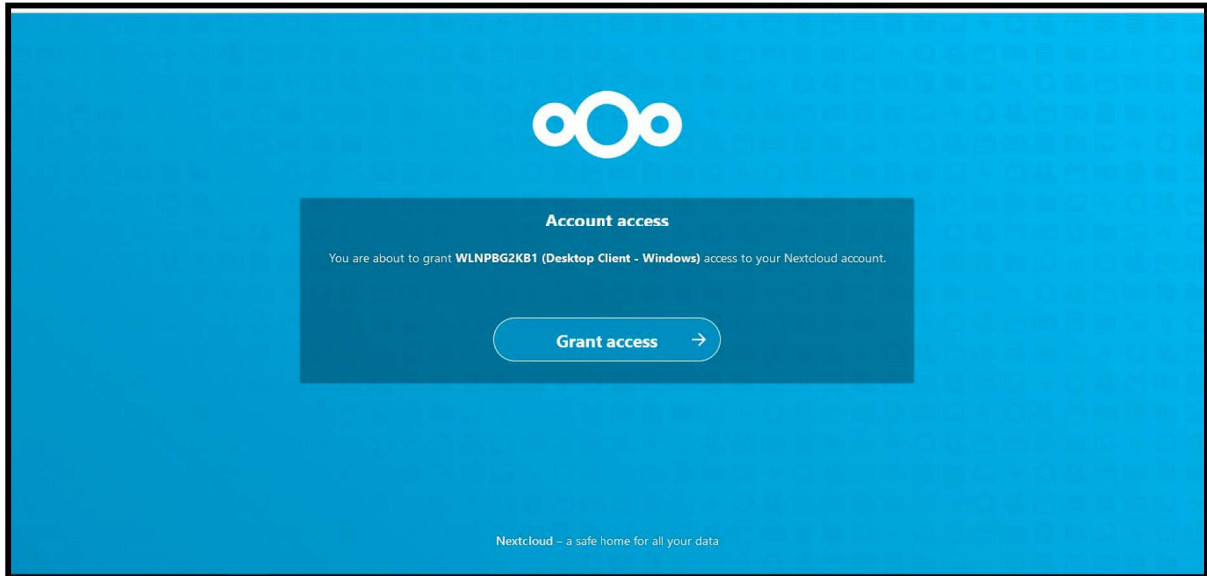 Account access
You are about to grant WLNPBG2KB1 (Desktop Client - Windows) access to your Nextcloud account.
Grant access
Nextcloud – a safe home for all your data